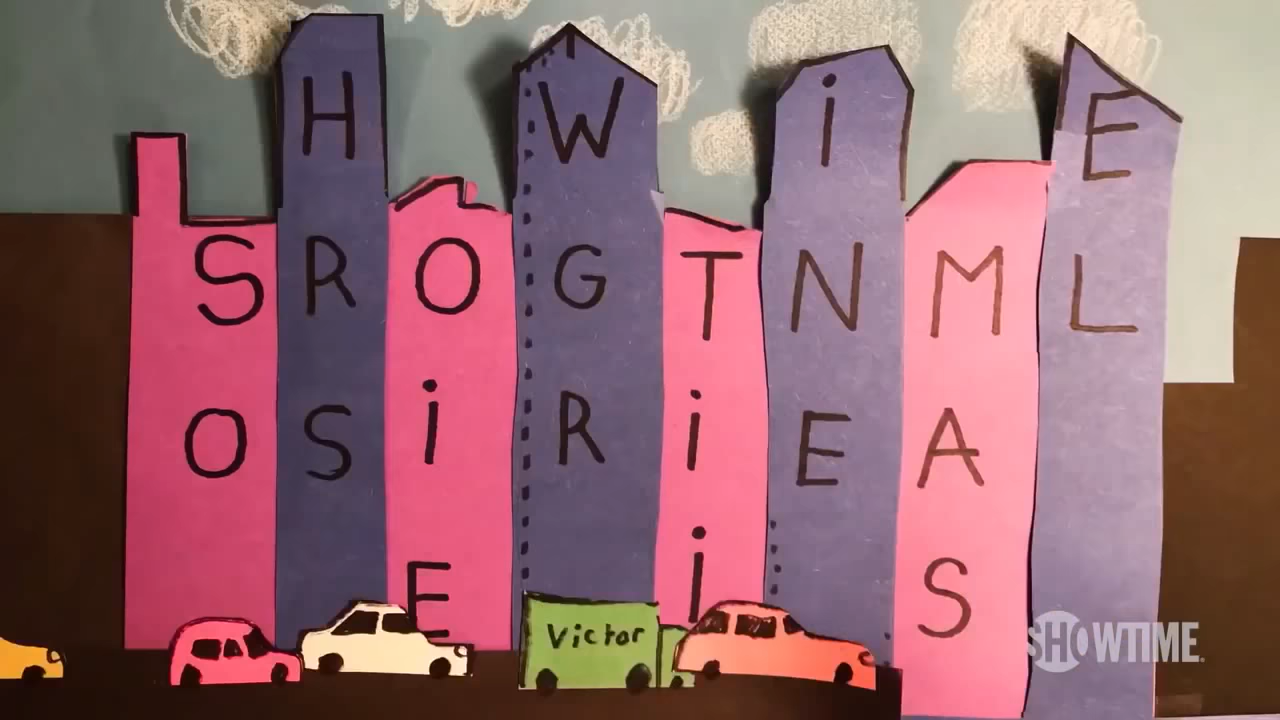 H W i E
S R O G T N M L
O S i R i E A
E i S
Victor
SHOWTIME